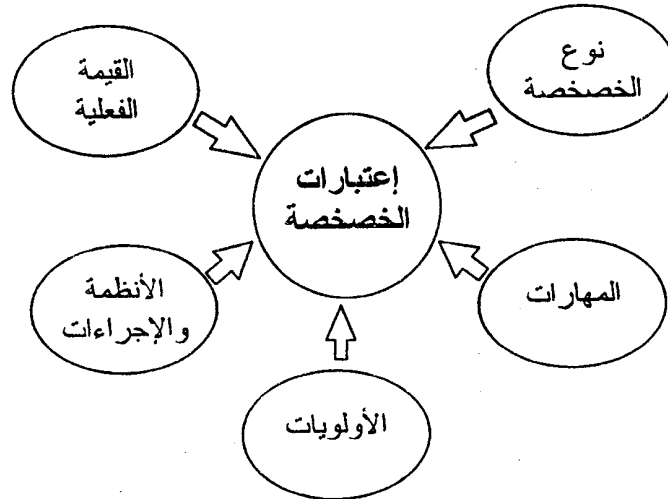 نوع
الخصخصة
القيمة
الفعلية
إعتبارات
الخصخصة
المهارات
الأنظمة
والإجراءات
الأولويات